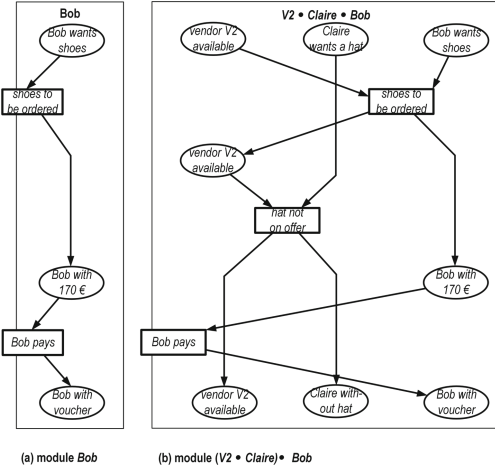 Bob
Bob wants
shoes
shoes to
be ordered
Bob with
170 €
Bob pays
Bob with
voucher
(a) module Bob
V2 • Claire • Bob
vendor V2
available
Claire
wants a hat
Bob wants
shoes
shoes to
be ordered
vendor V2
available
hat not
on offer
Bob with
170 €
Bob pays
vendor V2
available
Claire with-
out hat
Bob with
voucher
(b) module (V2 • Claire) • Bob